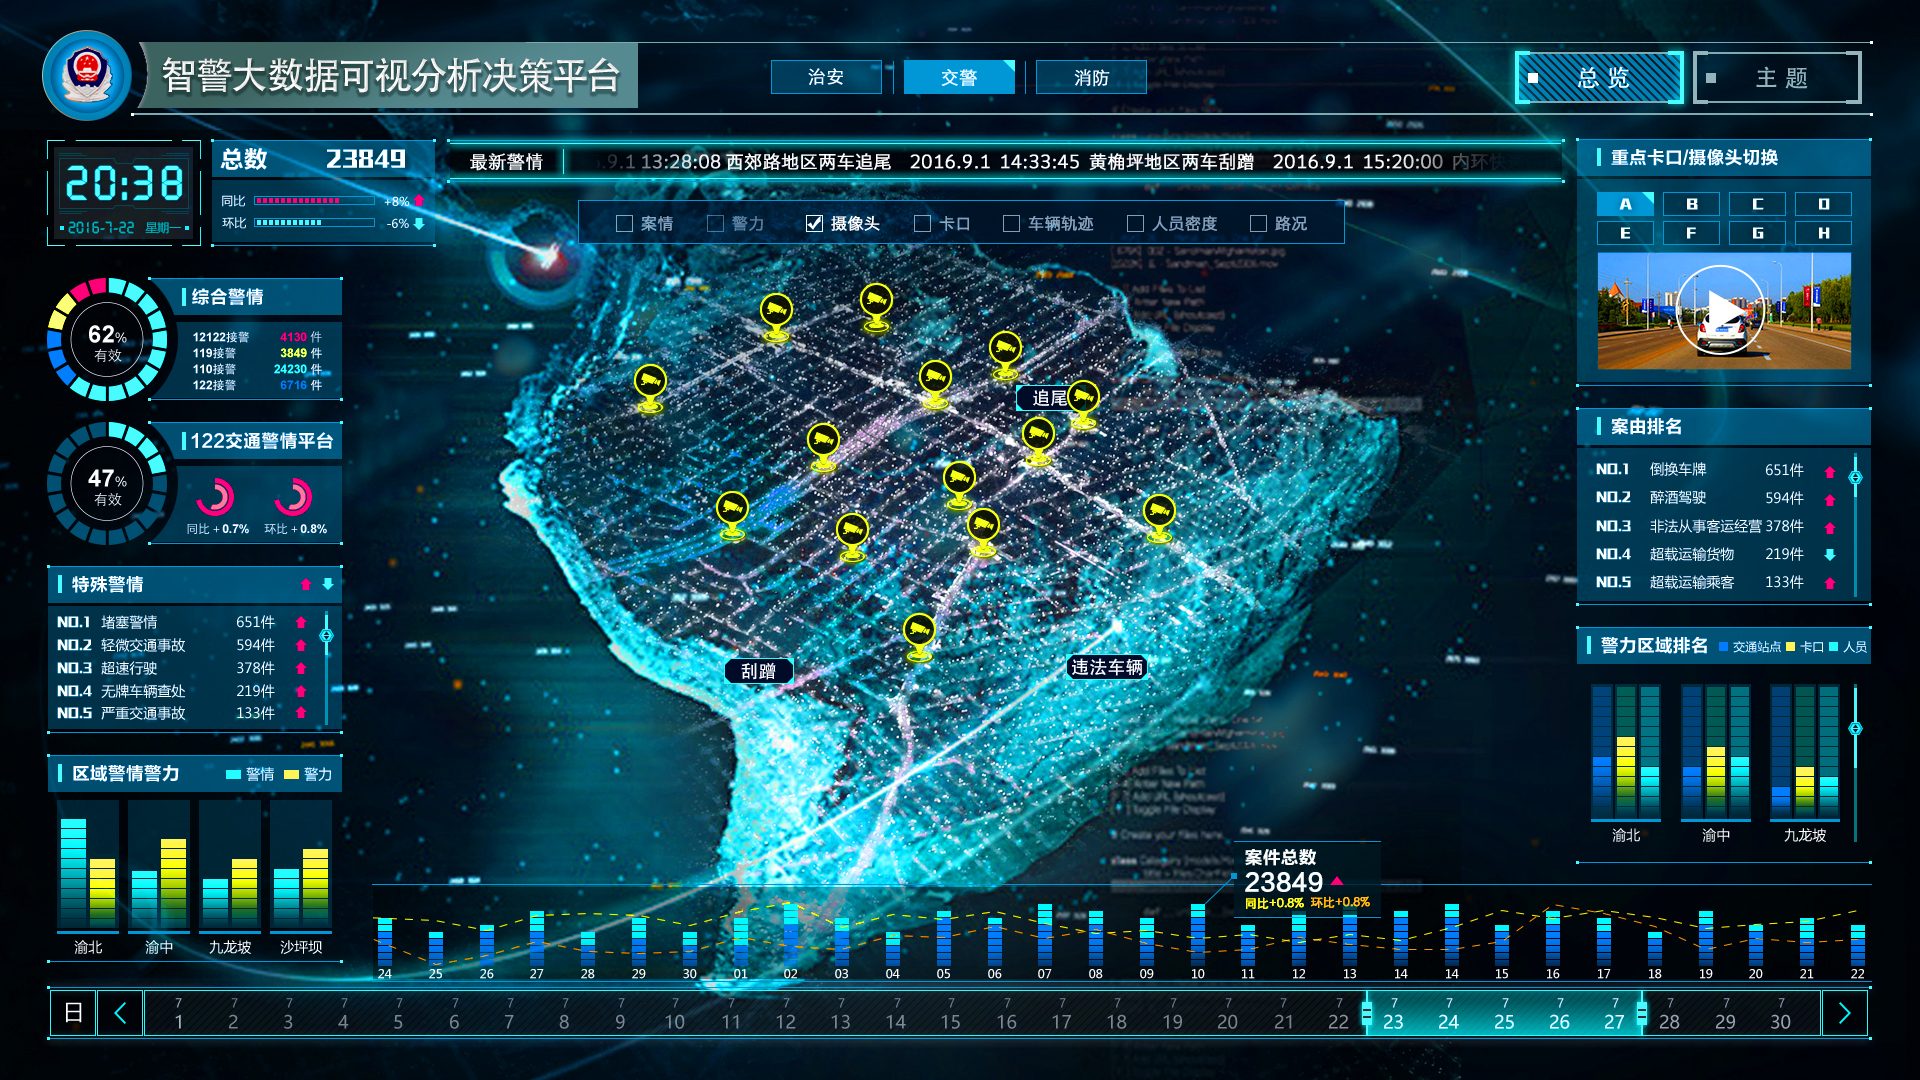 智警大数据可视分析决策平台
治安 交警 消防
总览 主题
20:38
2016-7-22 星期一
总数 23849
同比 +8%
环比 -6%
最新警情 .9.1 13:28:08 西郊路地区两车追尾 2016.9.1 14:33:45 黄桷坪地区两车刮蹭 2016.9.1 15:20:00 内环快
案情 警力 摄像头 卡口 车辆轨迹 人员密度 路况
62%
有效
综合警情
12122接警 4130 件
119接警 3849 件
110接警 24230 件
122接警 6716 件
47%
有效
122交通警情平台
同比+0.7% 环比+0.8%
特殊警情
NO.1 堵塞警情 651件
NO.2 轻微交通事故 594件
NO.3 超速行驶 378件
NO.4 无牌车辆查处 219件
NO.5 严重交通事故 133件
区域警情警力 警情 警力
渝北 渝中 九龙坡 沙坪坝
追尾
刮蹭
违法车辆
重点卡口/摄像头切换
A B C D
E F G H
案由排名
NO.1 倒换车牌 651件
NO.2 醉酒驾驶 594件
NO.3 非法从事客运经营 378件
NO.4 超载运输货物 219件
NO.5 超载运输乘客 133件
警力区域排名 交通站点 卡口 人员
渝北 渝中 九龙坡
案件总数
23849
同比+0.8% 环比+0.8%
24 25 26 27 28 29 30 01 02 03 04 05 06 07 08 09 10 11 12 13 14 14 15 16 17 18 19 20 21 22
日
7 7 7 7 7 7 7 7 7 7 7 7 7 7 7 7 7 7 7 7 7 7 7 7 7 7 7 7 7 7
1 2 3 4 5 6 7 8 9 10 11 12 13 14 15 16 17 18 19 20 21 22 23 24 25 26 27 28 29 30